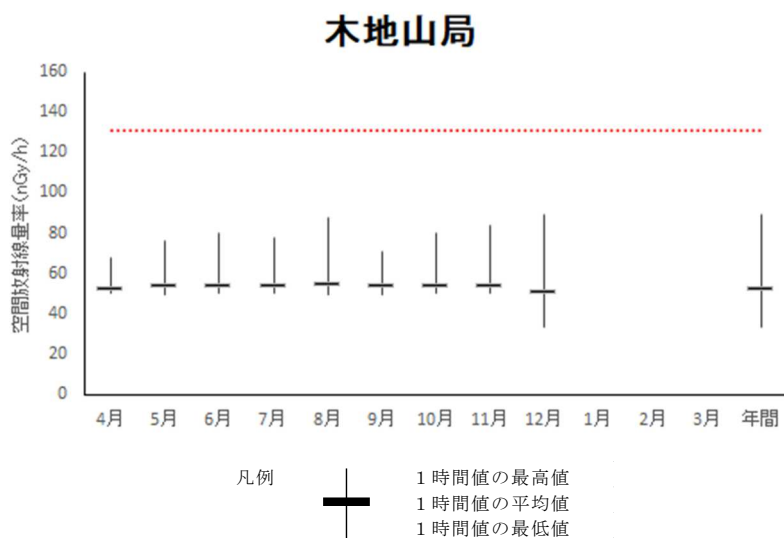 木地山局
空間放射線量率(nGy/h)
160
140
120
100
80
60
40
20
0
4月 5月 6月 7月 8月 9月 10月 11月 12月 1月 2月 3月 年間
凡例
1時間値の最高値
1時間値の平均値
1時間値の最低値